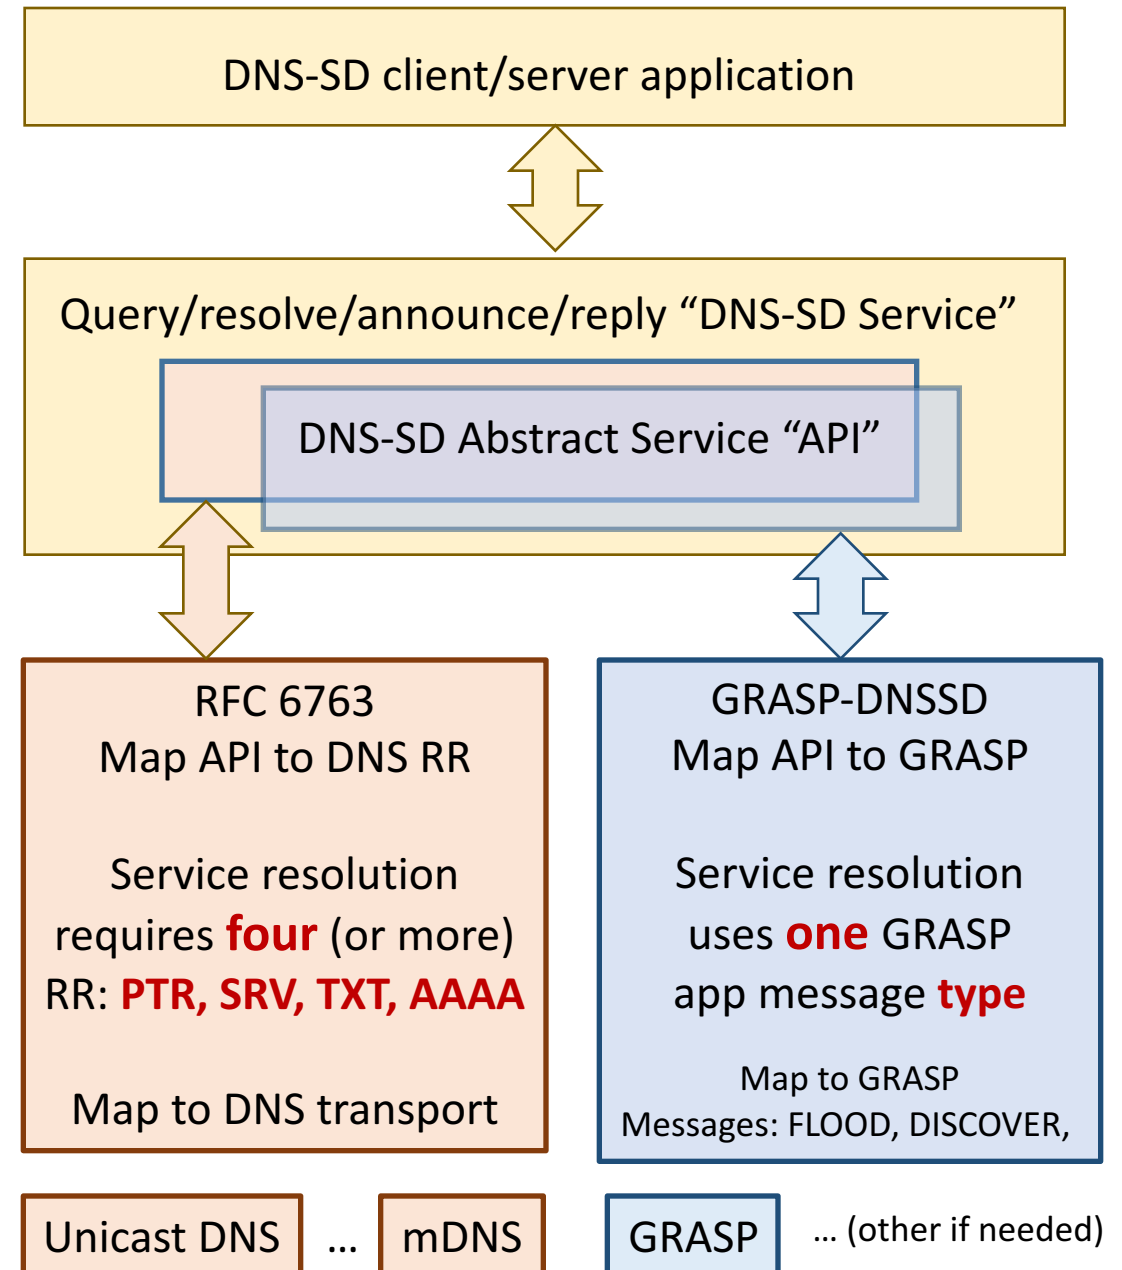 DNS-SD client/server application
Query/resolve/announce/reply “DNS-SD Service”
DNS-SD Abstract Service “API”
RFC 6763
Map API to DNS RR
Service resolution
requires four (or more)
RR: PTR, SRV, TXT, AAAA
Map to DNS transport
GRASP-DNSSD
Map API to GRASP
Service resolution
uses one GRASP
app message type
Map to GRASP
Messages: FLOOD, DISCOVER,
Unicast DNS ... mDNS GRASP ... (other if needed)